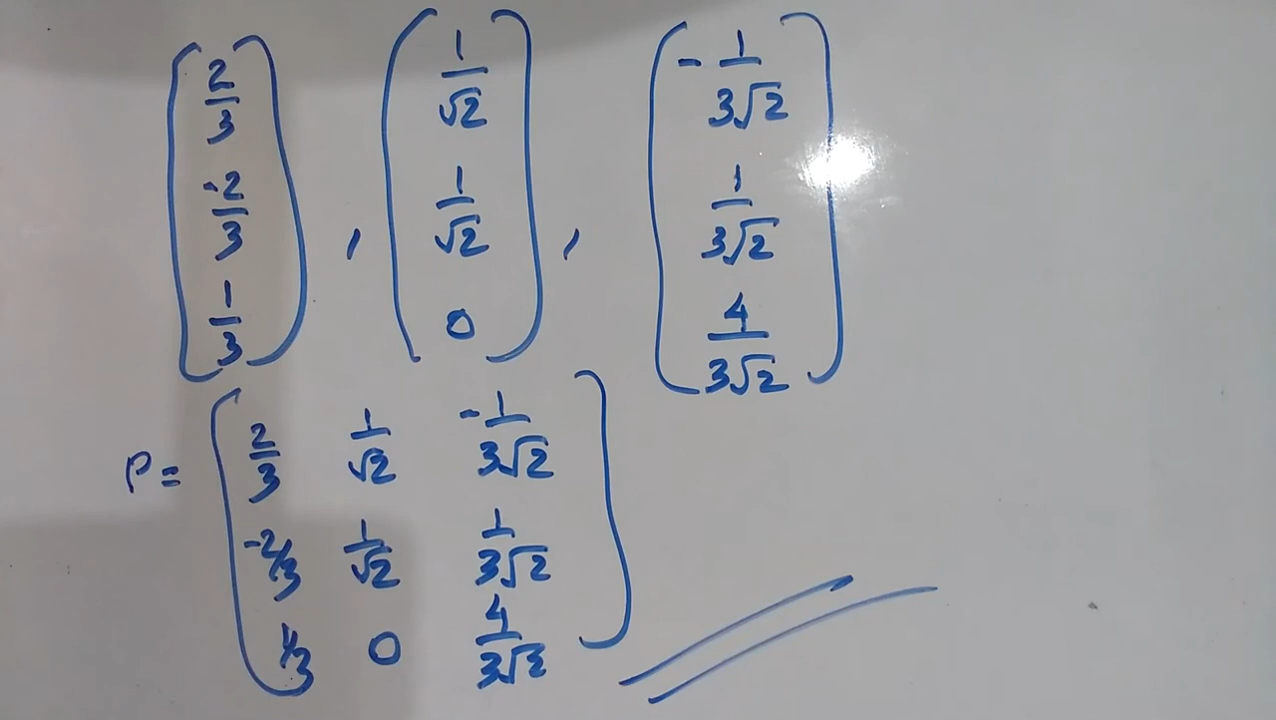 (2/3, -2/3, 1/3), (1/√2, 1/√2, 0), (-1/3√2, 1/3√2, 4/3√2)
P = ( 2/3 1/√2 -1/3√2
-2/3 1/√2 1/3√2
1/3 0 4/3√2 )